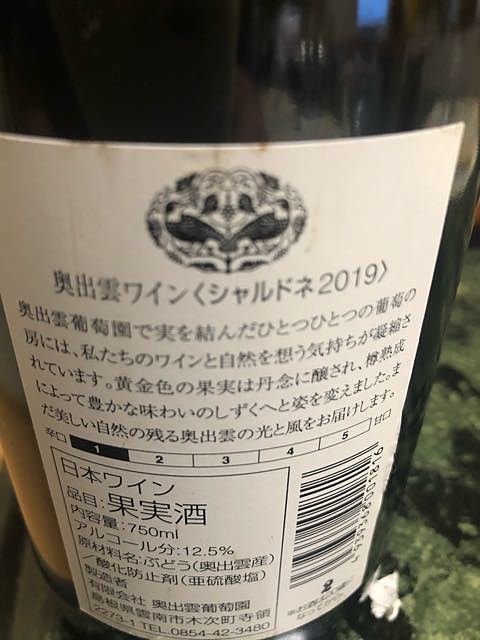 奥出雲ワイン〈シャルドネ2019〉
奥出雲葡萄園で実を結んだひとつひとつの葡萄の
房には、私たちのワインと自然を想う気持ちが凝縮さ
れています。黄金色の果実は丹念に醸され、樽熟成
によって豊かな味わいのしずくへと姿を変えました。ま
だ美しい自然の残る奥出雲の光と風をお届けします。
辛口 1 2 3 4 5 甘口
日本ワイン
品目:果実酒
内容量:750ml
アルコール分:12.5%
原材料名:ぶどう(奥出雲産)
酸化防止剤(亜硫酸塩)
製造者
有限会社 奥出雲葡萄園
島根県雲南市木次町寺領
2273-1 TEL.0854-42-3480